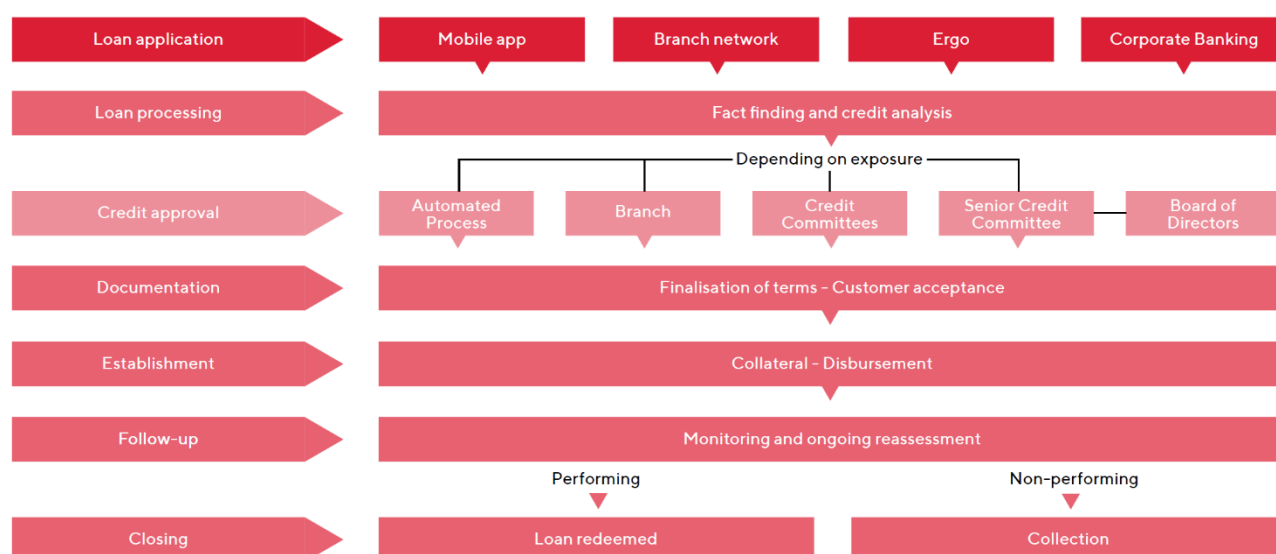 Loan application
Mobile app
Branch network
Ergo
Corporate Banking
Loan processing
Fact finding and credit analysis
Depending on exposure
Credit approval
Automated
Process
Branch
Credit
Committees
Senior Credit
Committee
Board of
Directors
Documentation
Finalisation of terms - Customer acceptance
Establishment
Collateral - Disbursement
Follow-up
Monitoring and ongoing reassessment
Performing
Non-performing
Closing
Loan redeemed
Collection